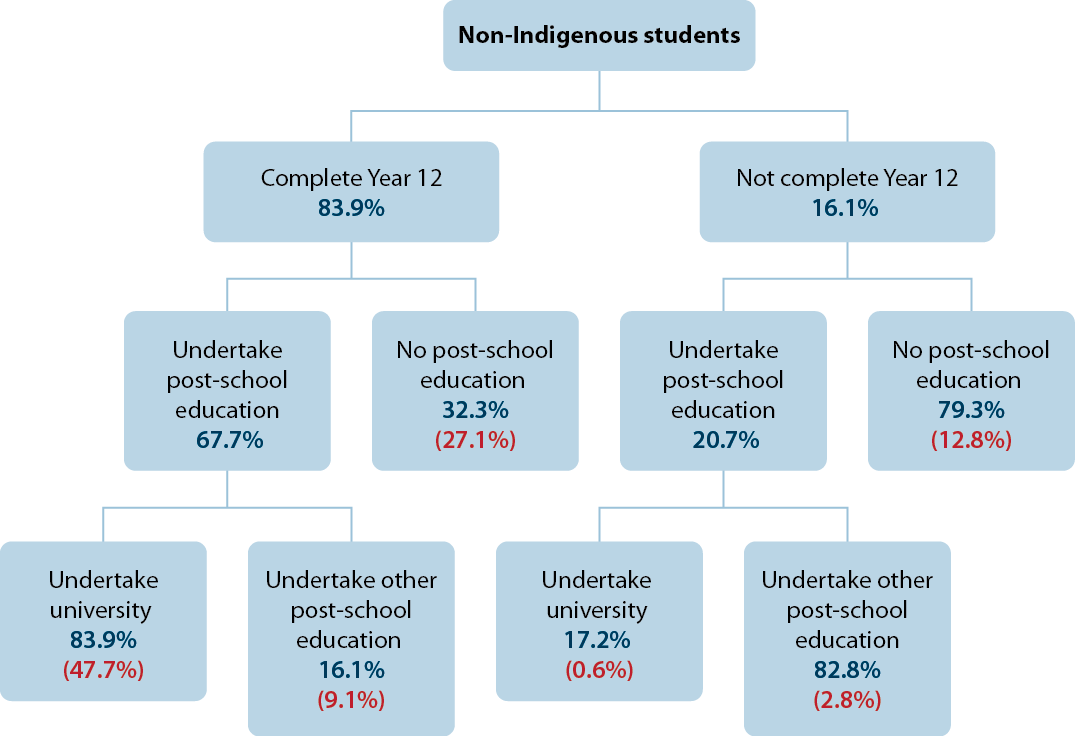 Non-Indigenous students
Complete Year 12
83.9%
Not complete Year 12
16.1%
Undertake
post-school
education
67.7%
No post-school
education
32.3%
(27.1%)
Undertake
post-school
education
20.7%
No post-school
education
79.3%
(12.8%)
Undertake
university
83.9%
(47.7%)
Undertake other
post-school
education
16.1%
(9.1%)
Undertake
university
17.2%
(0.6%)
Undertake other
post-school
education
82.8%
(2.8%)